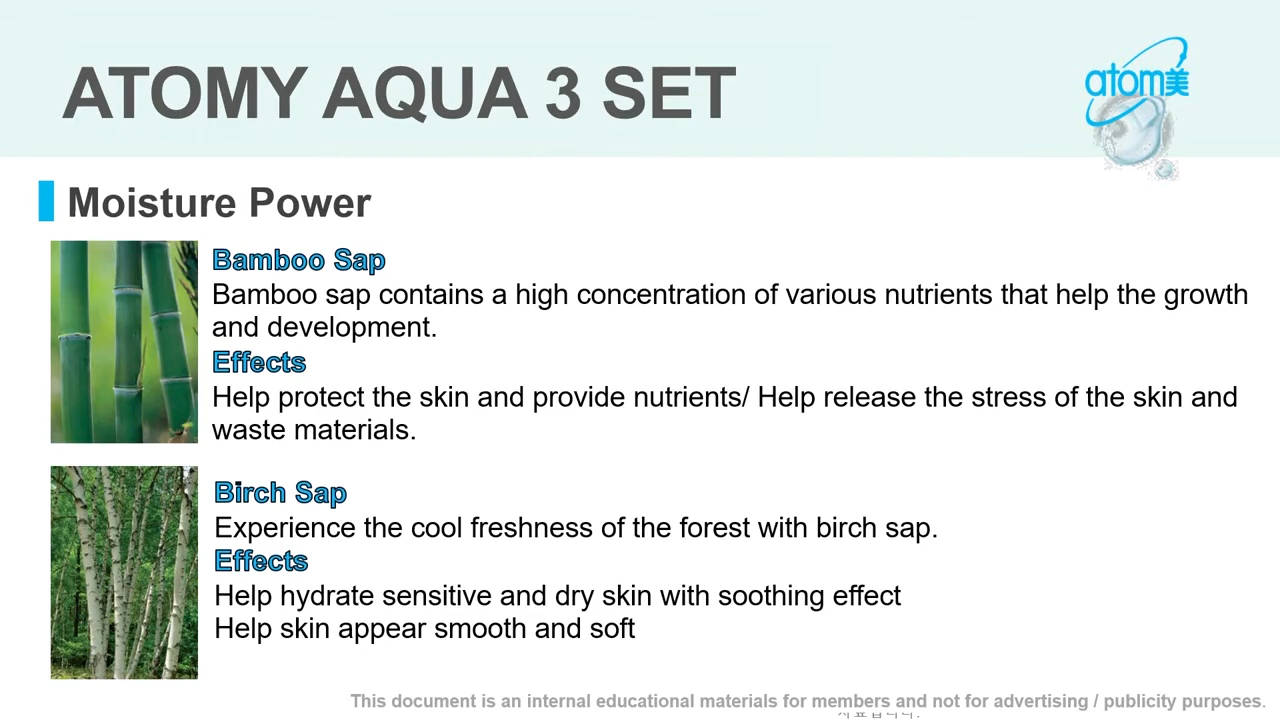 ATOMY AQUA 3 SET
atom美
Moisture Power
Bamboo Sap
Bamboo sap contains a high concentration of various nutrients that help the growth
and development.
Effects
Help protect the skin and provide nutrients/ Help release the stress of the skin and
waste materials.
Birch Sap
Experience the cool freshness of the forest with birch sap.
Effects
Help hydrate sensitive and dry skin with soothing effect
Help skin appear smooth and soft
This document is an internal educational materials for members and not for advertising / publicity purposes.